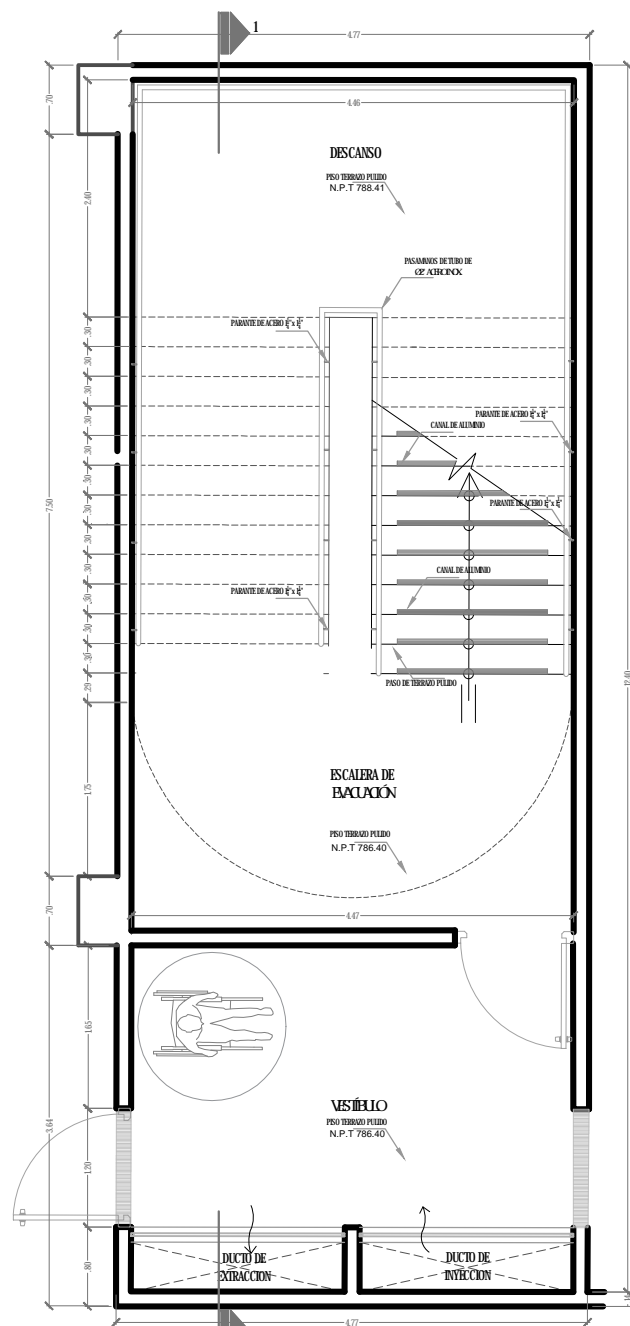 1
4.77
4.46
.70
DESCANSO
PISO TERRAZO PULIDO
N.P.T 788.41
2.40
PASAMANOS DE TUBO DE
.30
.30
.30
.30
.30
.30
.30
.30
.30
.30
.30
.30
.29
7.50
12.40
CANAL DE ALUMINIO
CANAL DE ALUMINIO
PARANTE DE ACERO
PARANTE DE ACERO
PARANTE DE ACERO
PARANTE DE ACERO
PASO DE TERRAZO PULIDO
ESCALERA DE
EVACUACIÓN
PISO TERRAZO PULIDO
N.P.T 786.40
1.75
.70
4.47
1.65
3.64
VESTÍBULO
PISO TERRAZO PULIDO
N.P.T 786.40
1.20
.80
DUCTO DE
EXTRACCION
DUCTO DE
INYECCION
4.77
.14